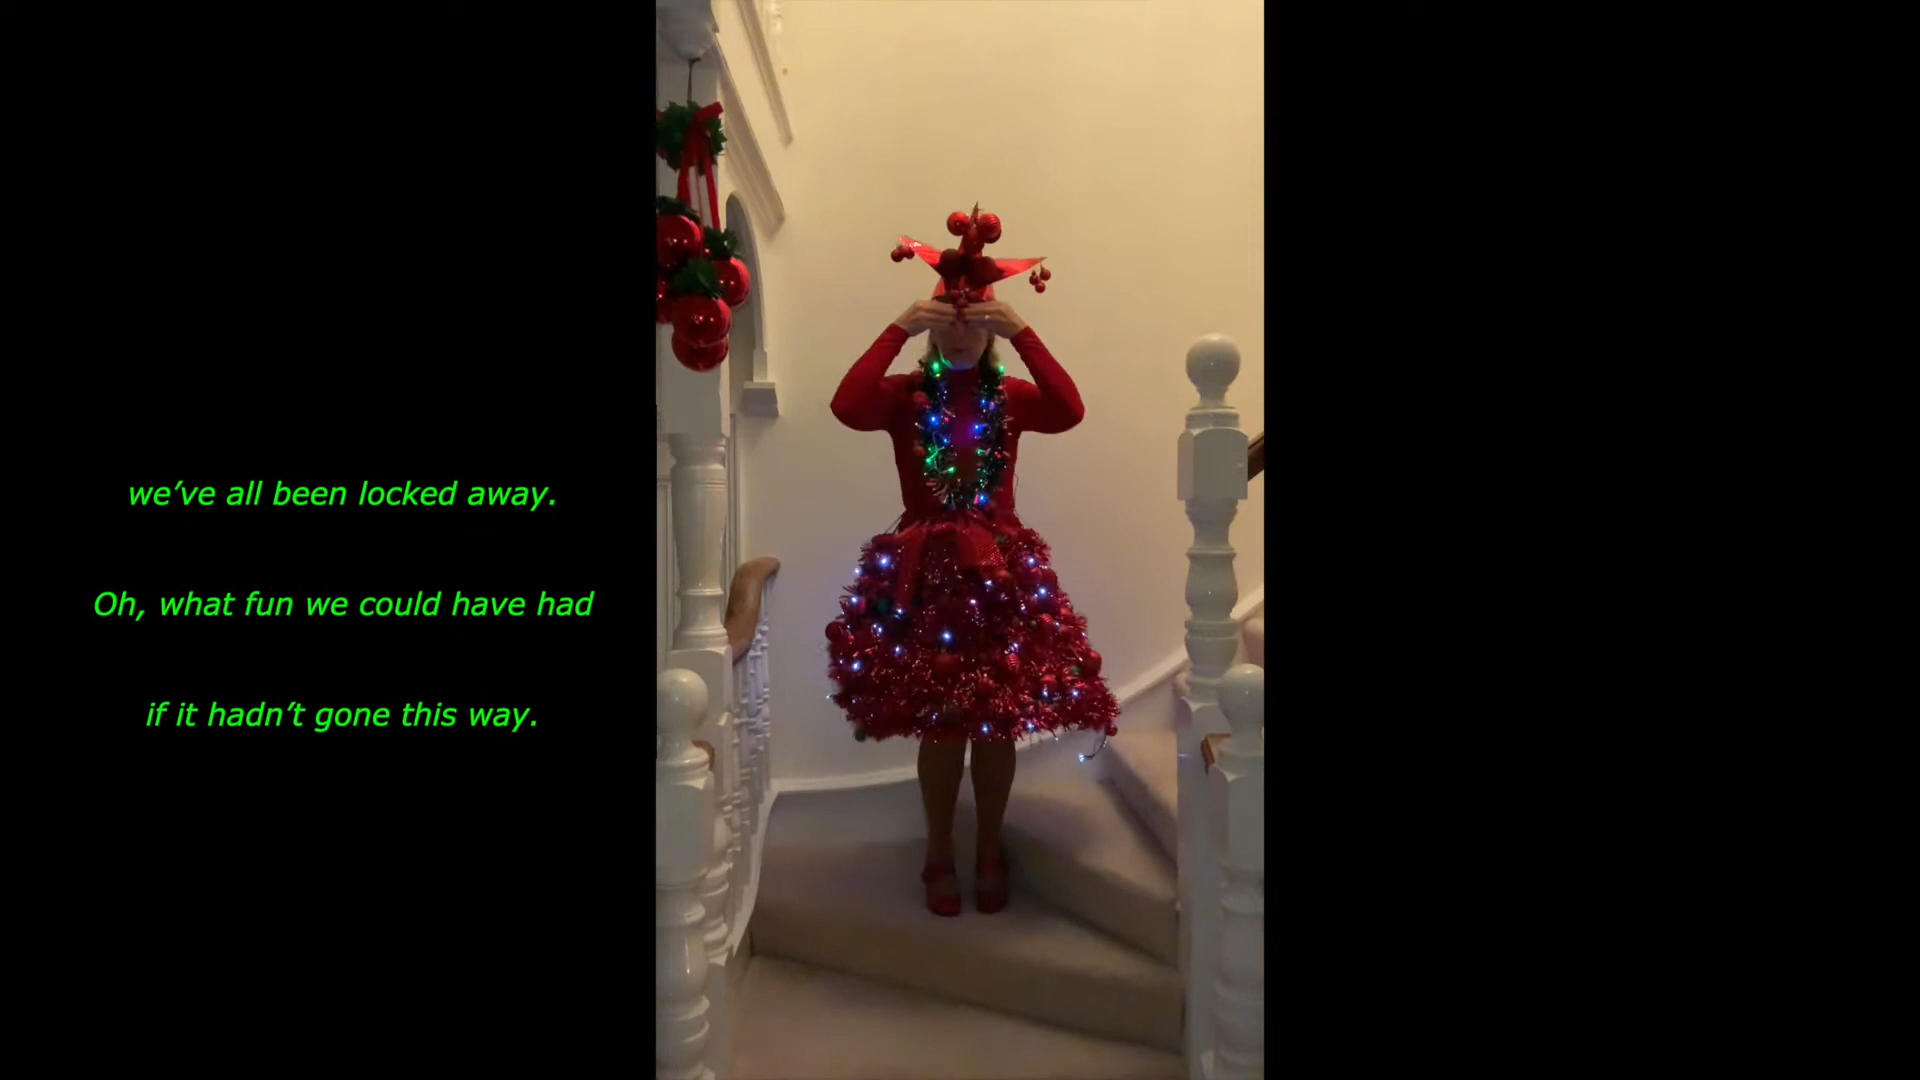 we’ve all been locked away.
Oh, what fun we could have had
if it hadn’t gone this way.